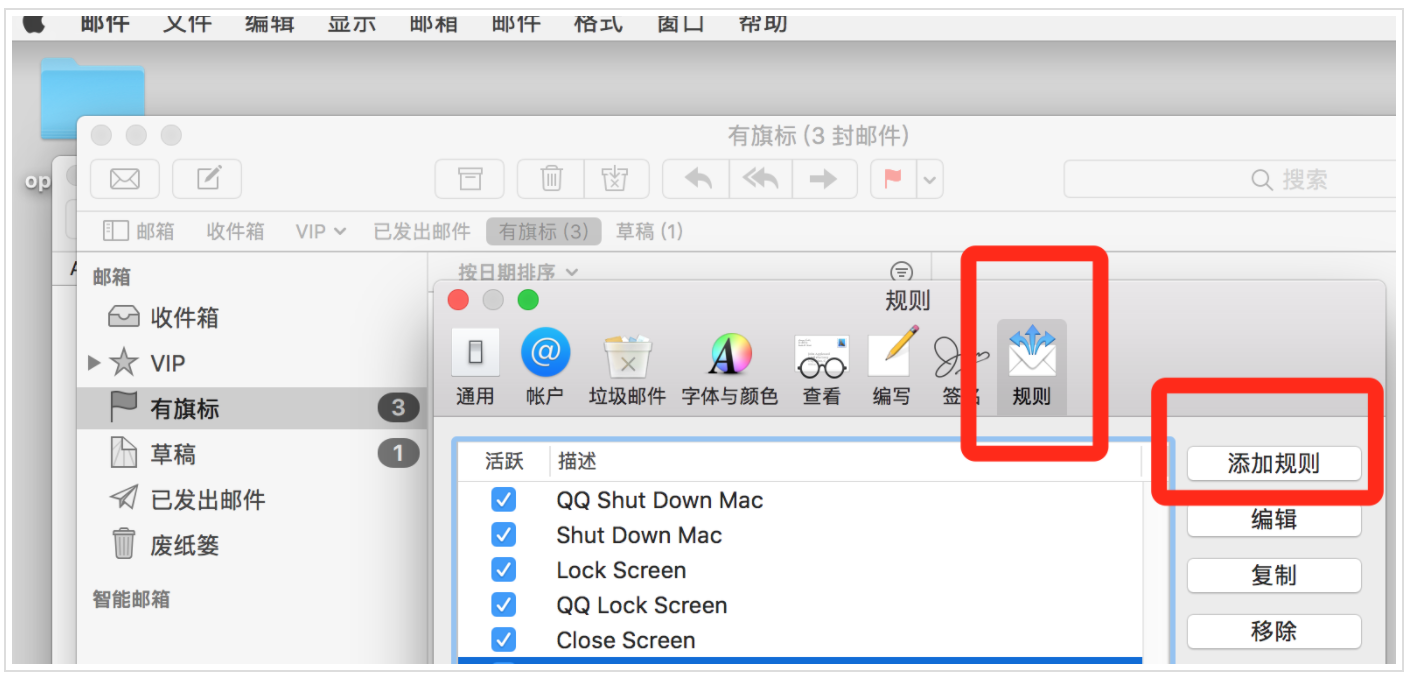 邮件 文件 编辑 显示 邮箱 邮件 格式 窗口 帮助
有旗标 (3 封邮件)
op
搜索
邮箱 收件箱 VIP 已发出邮件 有旗标 (3) 草稿 (1)
邮箱
按日期排序
收件箱
VIP
有旗标 3
草稿 1
已发出邮件
废纸篓
智能邮箱
规则
通用 帐户 垃圾邮件 字体与颜色 查看 编写 签名 规则
活跃 描述
QQ Shut Down Mac
Shut Down Mac
Lock Screen
QQ Lock Screen
Close Screen
添加规则
编辑
复制
移除